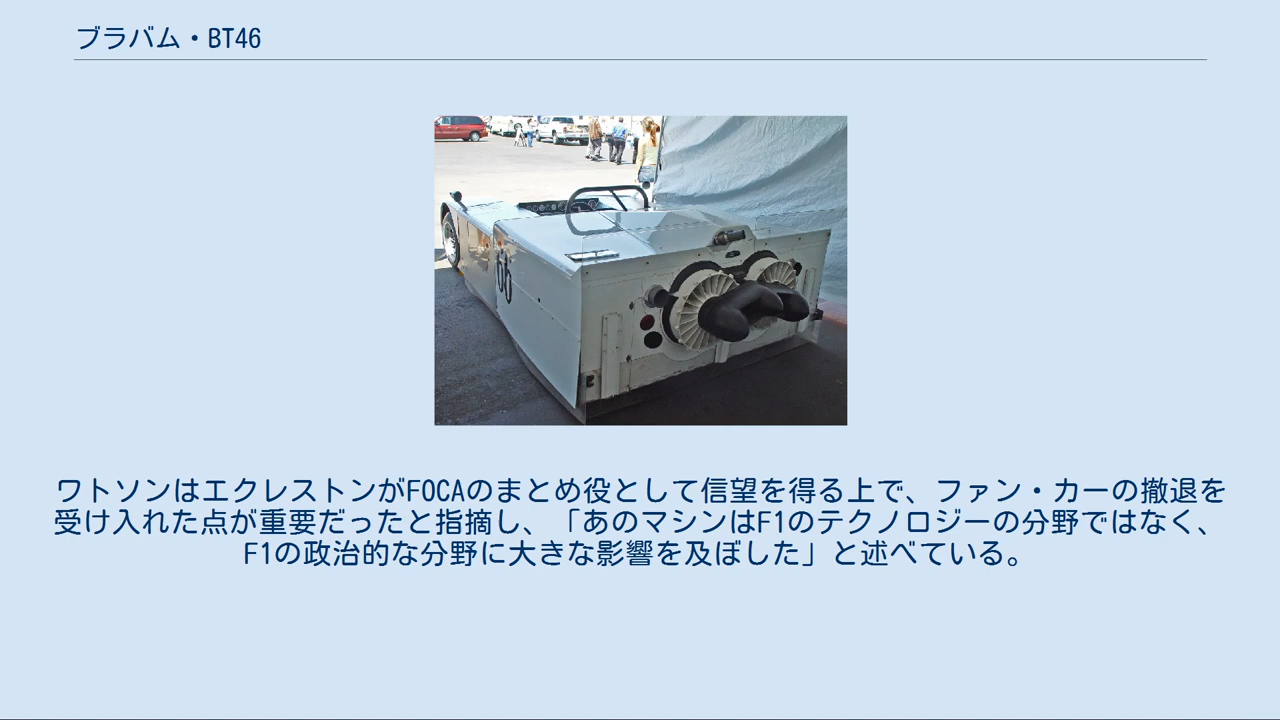 ブラバム・BT46
66
ワトソンはエクレストンがFOCAのまとめ役として信望を得る上で、ファン・カーの撤退を
受け入れた点が重要だったと指摘し、「あのマシンはF1のテクノロジーの分野ではなく、
F1の政治的な分野に大きな影響を及ぼした」と述べている。